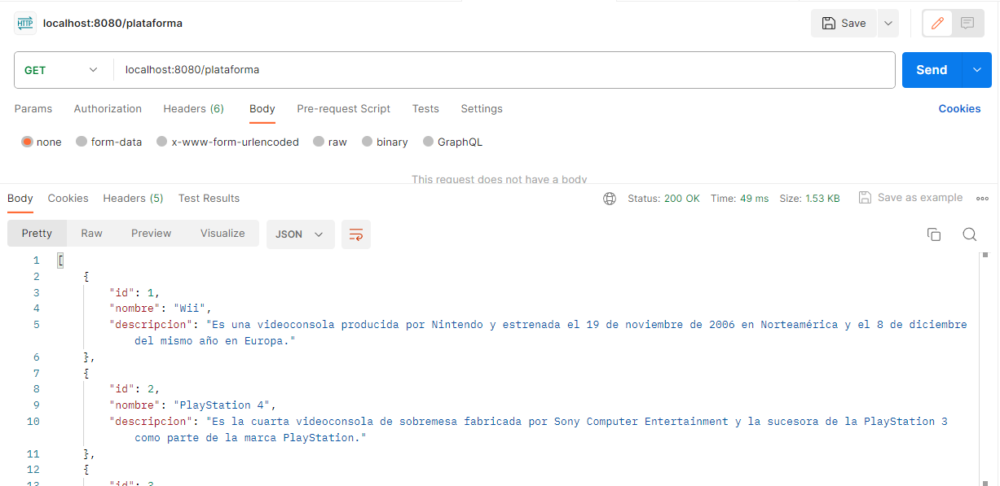 HTTP localhost:8080/plataforma Save
GET localhost:8080/plataforma Send
Params Authorization Headers (6) Body Pre-request Script Tests Settings Cookies
none form-data x-www-form-urlencoded raw binary GraphQL
This request does not have a body
Body Cookies Headers (5) Test Results Status: 200 OK Time: 49 ms Size: 1.53 KB Save as example
Pretty Raw Preview Visualize JSON
1 [
2 {
3 "id": 1,
4 "nombre": "Wii",
5 "descripcion": "Es una videoconsola producida por Nintendo y estrenada el 19 de noviembre de 2006 en Norteamérica y el 8 de diciembre
del mismo año en Europa."
6 },
7 {
8 "id": 2,
9 "nombre": "PlayStation 4",
10 "descripcion": "Es la cuarta videoconsola de sobremesa fabricada por Sony Computer Entertainment y la sucesora de la PlayStation 3
como parte de la marca PlayStation."
11 },
12 {
13 "id": 3,